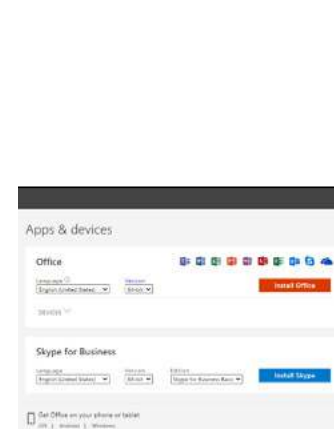 Apps & devices
Office
Language Version
English (United States) 64-bit Install Office
DEVICES
Skype for Business
Language Version Edition
English (United States) 64-bit Skype for Business Basic Install Skype
Get Office on your phone or tablet
iOS | Android | Windows